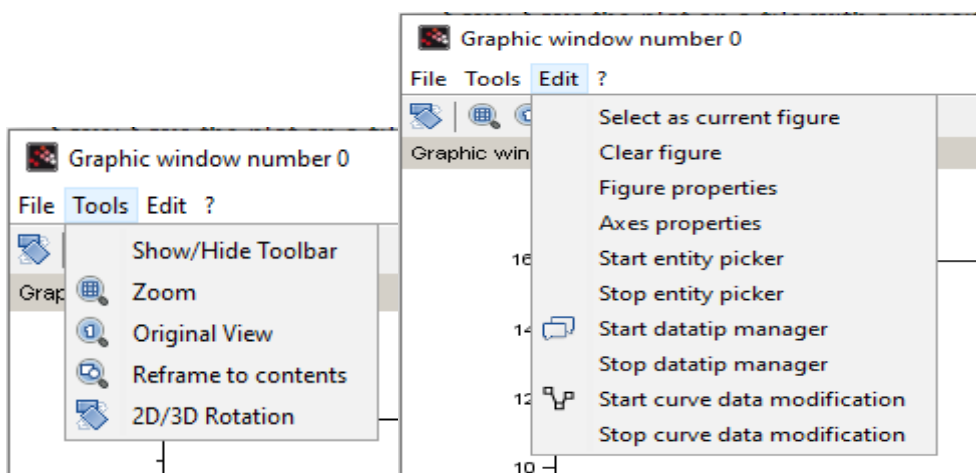 Graphic window number 0
File Tools Edit ?
Show/Hide Toolbar
Zoom
Original View
Reframe to contents
2D/3D Rotation
Graphic window number 0
File Tools Edit ?
Graphic win
Select as current figure
Clear figure
Figure properties
Axes properties
Start entity picker
Stop entity picker
Start datatip manager
Stop datatip manager
Start curve data modification
Stop curve data modification
16
14
12
10